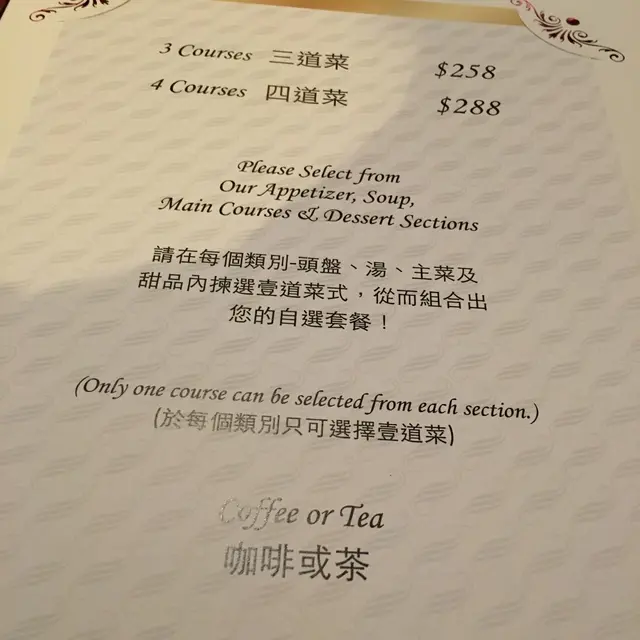 3 Courses 三道菜 $258
4 Courses 四道菜 $288
Please Select from
Our Appetizer, Soup,
Main Courses & Dessert Sections
請在每個類別-頭盤、湯、主菜及
甜品內揀選壹道菜式，從而組合出
您的自選套餐！
(Only one course can be selected from each section.)
(於每個類別只可選擇壹道菜)
Coffee or Tea
咖啡或茶